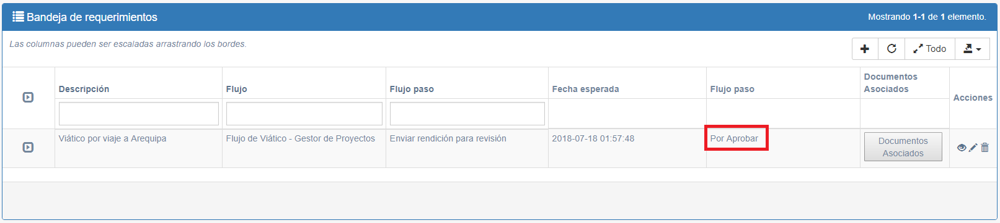 Bandeja de requerimientos
Mostrando 1-1 de 1 elemento.
Las columnas pueden ser escaladas arrastrando los bordes.
Todo
Descripción
Flujo
Flujo paso
Fecha esperada
Flujo paso
Documentos
Asociados
Acciones
Viático por viaje a Arequipa
Flujo de Viático - Gestor de Proyectos
Enviar rendición para revisión
2018-07-18 01:57:48
Por Aprobar
Documentos
Asociados